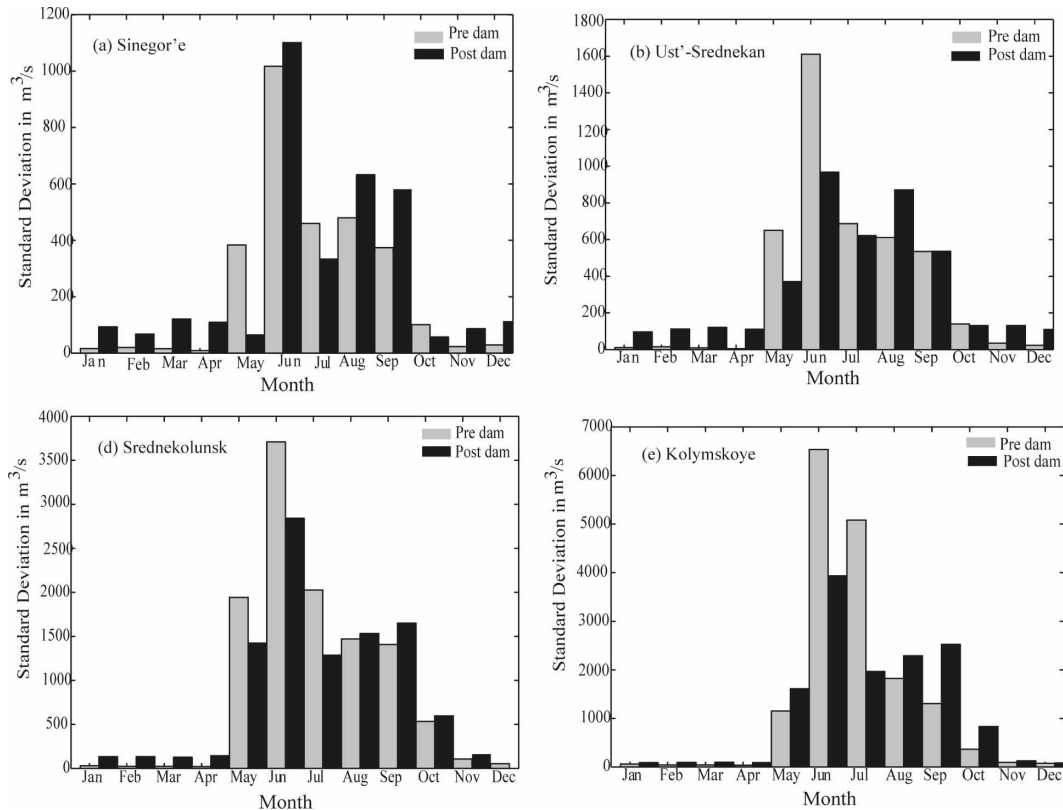 (a) Sinegor'e
Pre dam
Post dam
Standard Deviation in m³/s
1200
1000
800
600
400
200
0
Jan Feb Mar Apr May Jun Jul Aug Sep Oct Nov Dec
Month
(b) Ust'-Srednekan
Pre dam
Post dam
Standard Deviation in m³/s
1800
1600
1400
1200
1000
800
600
400
200
0
Jan Feb Mar Apr May Jun Jul Aug Sep Oct Nov Dec
Month
(d) Srednekolunsk
Pre dam
Post dam
Standard Deviation in m³/s
4000
3500
3000
2500
2000
1500
1000
500
0
Jan Feb Mar Apr May Jun Jul Aug Sep Oct Nov Dec
Month
(e) Kolymskoye
Pre dam
Post dam
Standard Deviation in m³/s
7000
6000
5000
4000
3000
2000
1000
0
Jan Feb Mar Apr May Jun Jul Aug Sep Oct Nov Dec
Month